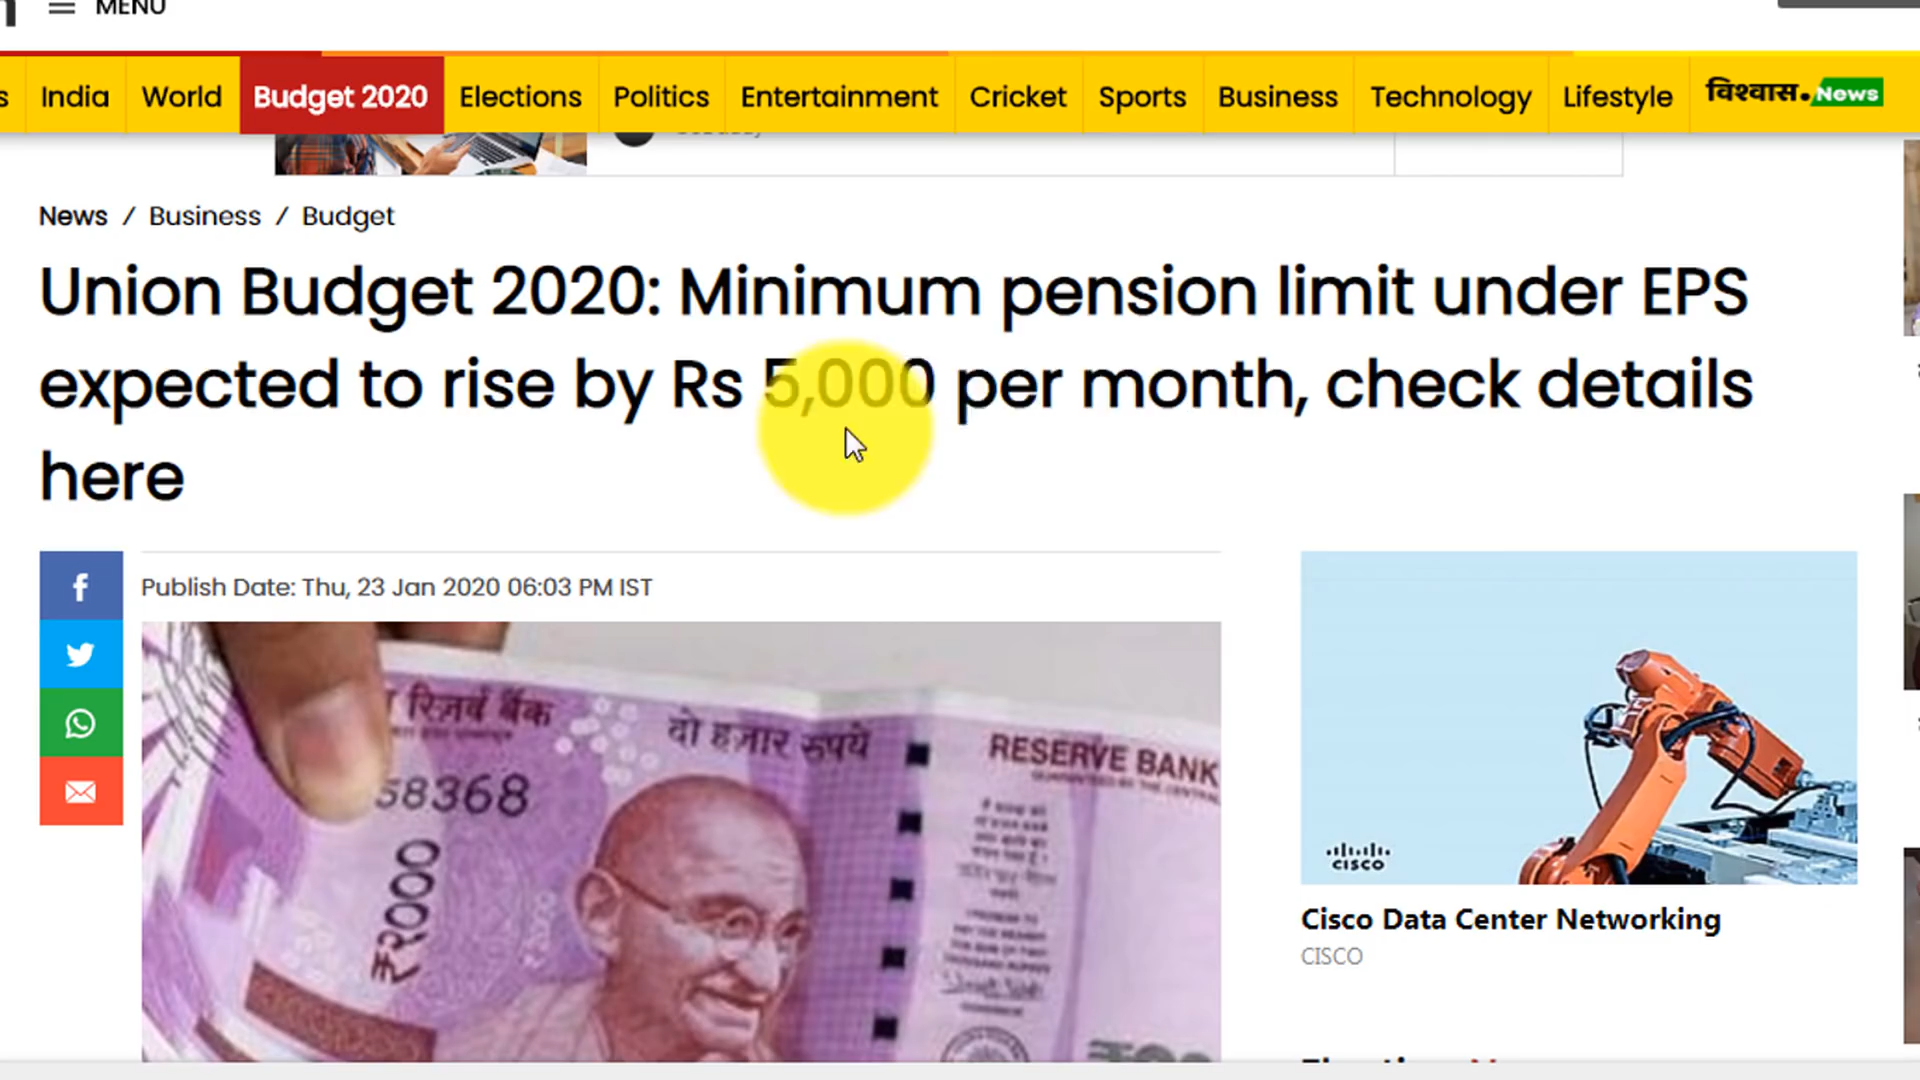 MENU
India World Budget 2020 Elections Politics Entertainment Cricket Sports Business Technology Lifestyle विश्वास.News
News / Business / Budget
Union Budget 2020: Minimum pension limit under EPS
expected to rise by Rs 5,000 per month, check details
here
Publish Date: Thu, 23 Jan 2020 06:03 PM IST
रिज़र्व बैंक
दो हज़ार रुपये
RESERVE BANK
58368
₹2000
CISCO
Cisco Data Center Networking
CISCO